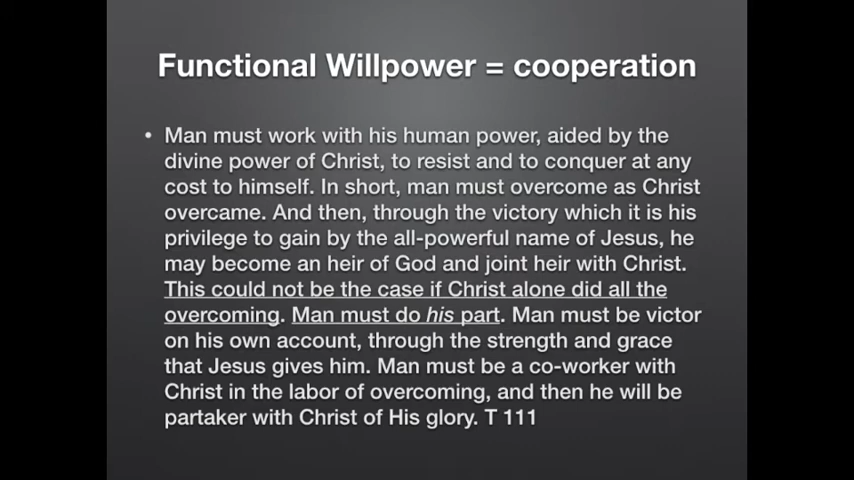 Functional Willpower = cooperation
• Man must work with his human power, aided by the
divine power of Christ, to resist and to conquer at any
cost to himself. In short, man must overcome as Christ
overcame. And then, through the victory which it is his
privilege to gain by the all-powerful name of Jesus, he
may become an heir of God and joint heir with Christ.
This could not be the case if Christ alone did all the
overcoming. Man must do his part. Man must be victor
on his own account, through the strength and grace
that Jesus gives him. Man must be a co-worker with
Christ in the labor of overcoming, and then he will be
partaker with Christ of His glory. T 111